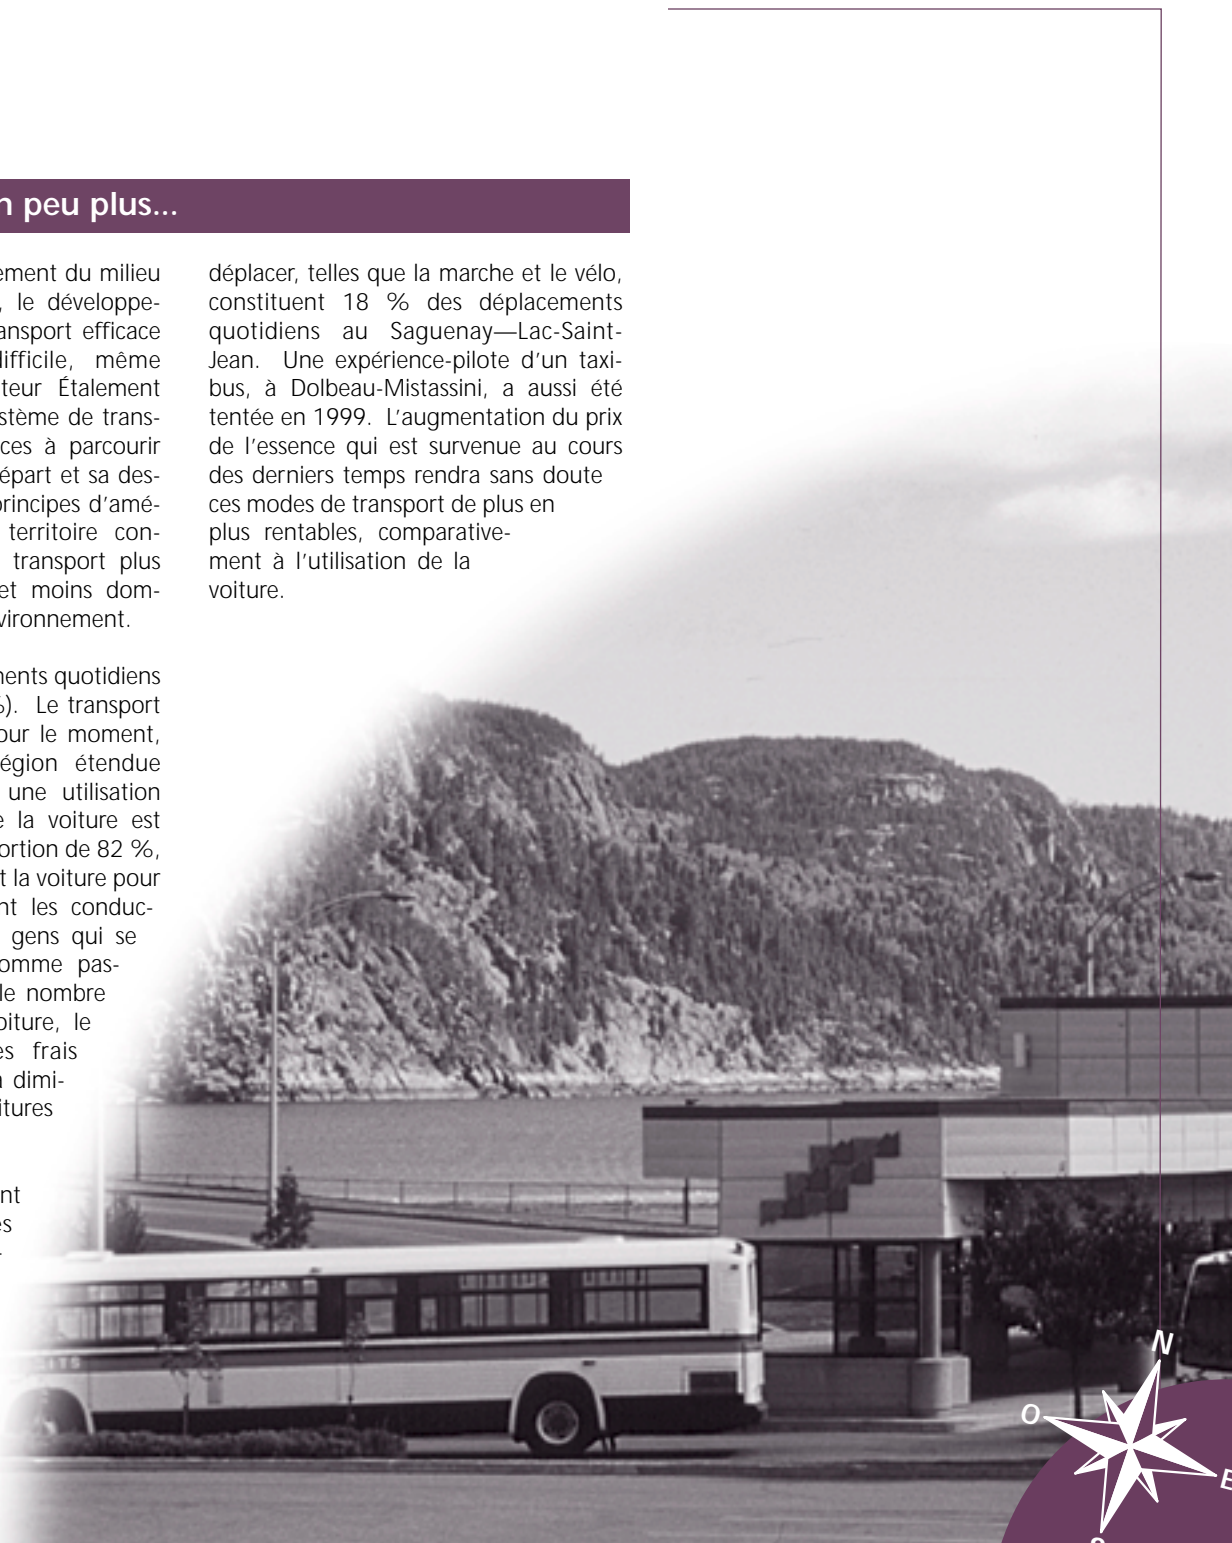 n peu plus...
ement du milieu
, le développe-
ansport efficace
ifficile, même
teur Étalement
stème de trans-
ces à parcourir
épart et sa des-
rincipes d'amé-
territoire con-
transport plus
et moins dom-
vironnement.
ents quotidiens
%). Le transport
our le moment,
égion étendue
une utilisation
e la voiture est
ortion de 82 %,
t la voiture pour
nt les conduc-
gens qui se
omme pas-
le nombre
oiture, le
es frais
a dimi-
itures
nt
es
-
déplacer, telles que la marche et le vélo,
constituent 18 % des déplacements
quotidiens au Saguenay—Lac-Saint-
Jean. Une expérience-pilote d'un taxi-
bus, à Dolbeau-Mistassini, a aussi été
tentée en 1999. L'augmentation du prix
de l'essence qui est survenue au cours
des derniers temps rendra sans doute
ces modes de transport de plus en
plus rentables, comparative-
ment à l'utilisation de la
voiture.
N
O
E
S